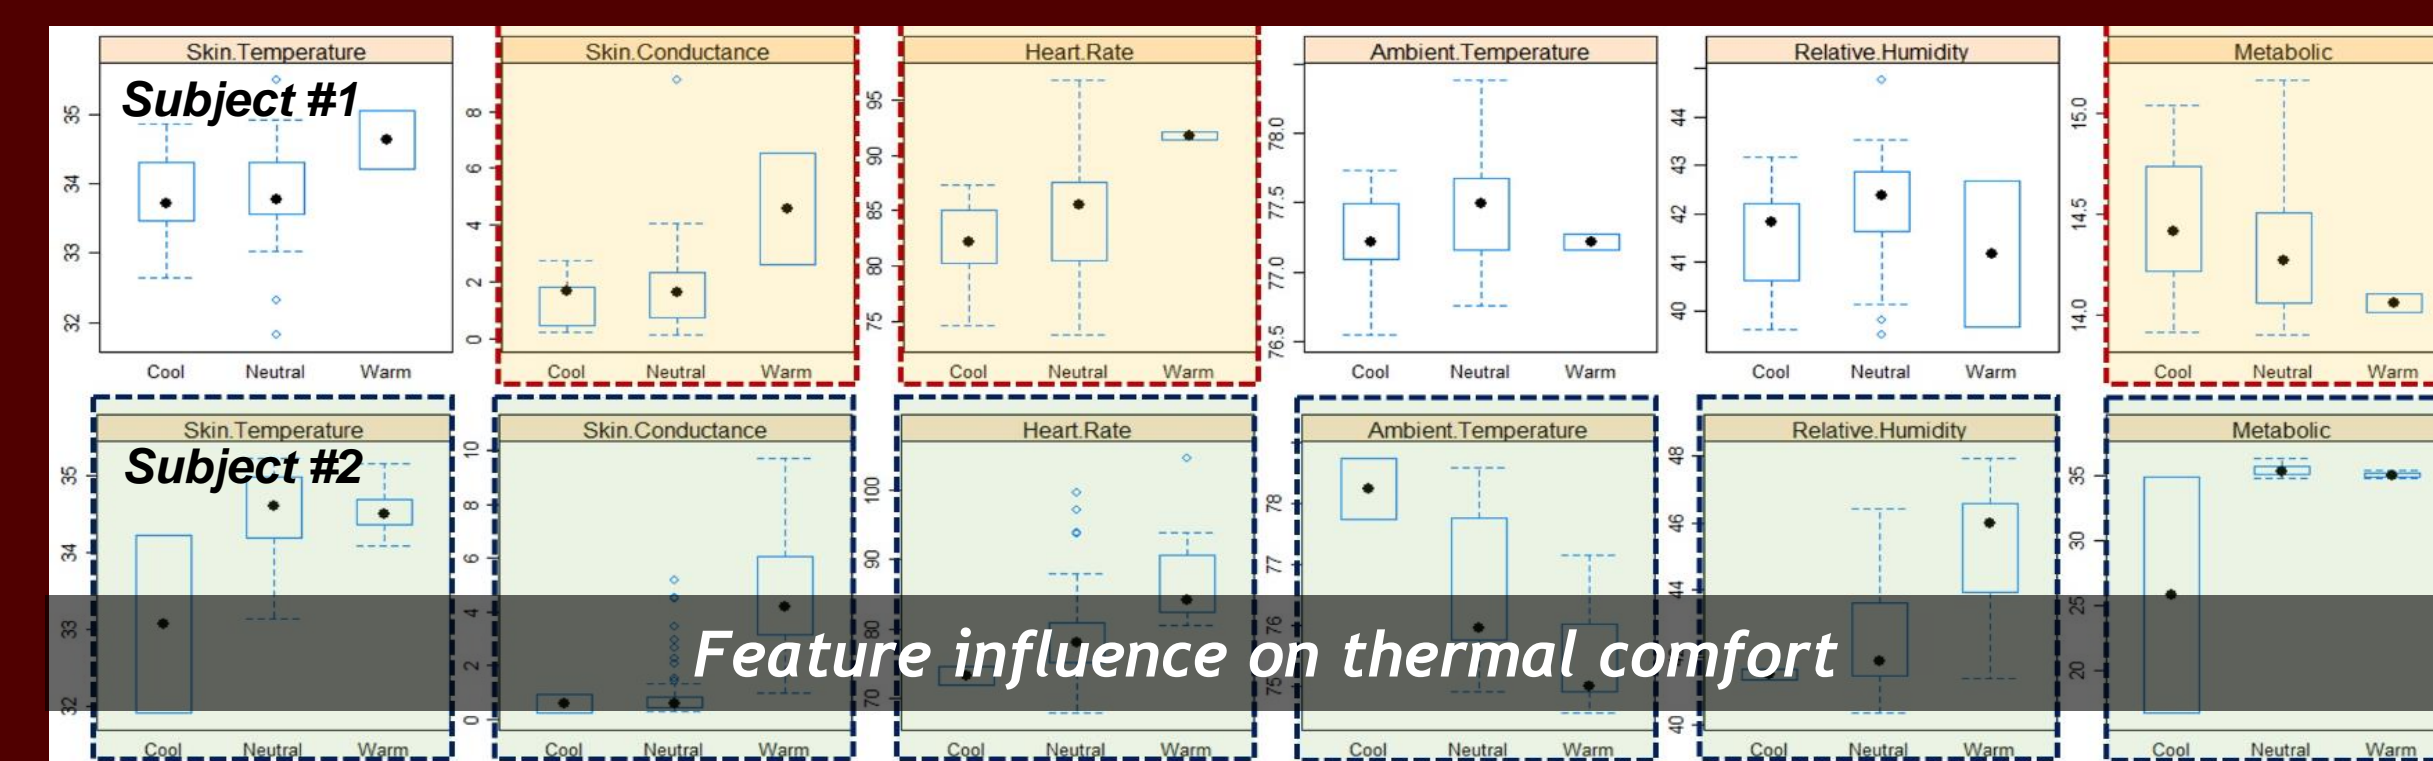 Skin.Temperature Skin.Conductance Heart.Rate Ambient.Temperature Relative.Humidity Metabolic
Subject #1
32 33 34 35
0 2 4 6 8
75 80 85 90 95
76.5 77.0 77.5 78.0
40 41 42 43 44
14.0 14.5 15.0
Cool Neutral Warm Cool Neutral Warm Cool Neutral Warm Cool Neutral Warm Cool Neutral Warm Cool Neutral Warm
Skin.Temperature Skin.Conductance Heart.Rate Ambient.Temperature Relative.Humidity Metabolic
Subject #2
32 33 34 35
0 2 4 6 8 10
70 80 90 100
75 76 77 78
40 44 46 48
20 25 30 35
Feature influence on thermal comfort
Cool Neutral Warm Cool Neutral Warm Cool Neutral Warm Cool Neutral Warm Cool Neutral Warm Cool Neutral Warm